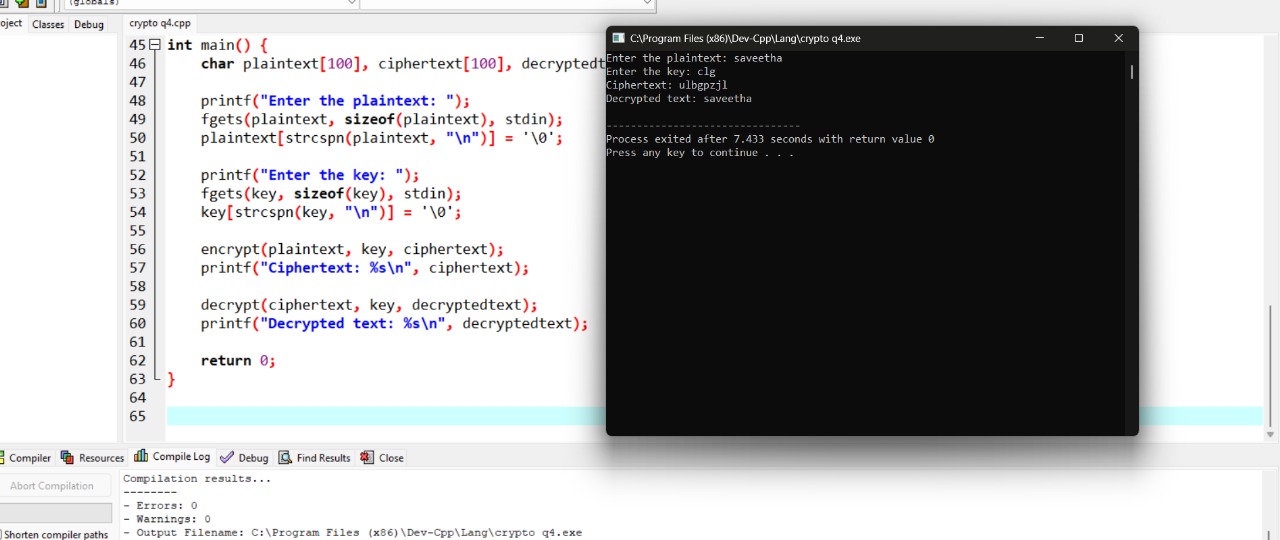 (globals)
oject Classes Debug
crypto q4.cpp
45 int main() {
46 char plaintext[100], ciphertext[100], decryptedt
47
48 printf("Enter the plaintext: ");
49 fgets(plaintext, sizeof(plaintext), stdin);
50 plaintext[strcspn(plaintext, "\n")] = '\0';
51
52 printf("Enter the key: ");
53 fgets(key, sizeof(key), stdin);
54 key[strcspn(key, "\n")] = '\0';
55
56 encrypt(plaintext, key, ciphertext);
57 printf("Ciphertext: %s\n", ciphertext);
58
59 decrypt(ciphertext, key, decryptedtext);
60 printf("Decrypted text: %s\n", decryptedtext);
61
62 return 0;
63 }
64
65
C:\Program Files (x86)\Dev-Cpp\Lang\crypto q4.exe
Enter the plaintext: saveetha
Enter the key: clg
Ciphertext: ulbgpzjl
Decrypted text: saveetha
--------------------------------
Process exited after 7.433 seconds with return value 0
Press any key to continue . . .
Compiler Resources Compile Log Debug Find Results Close
Abort Compilation
Shorten compiler paths
Compilation results...
--------
- Errors: 0
- Warnings: 0
- Output Filename: C:\Program Files (x86)\Dev-Cpp\Lang\crypto q4.exe